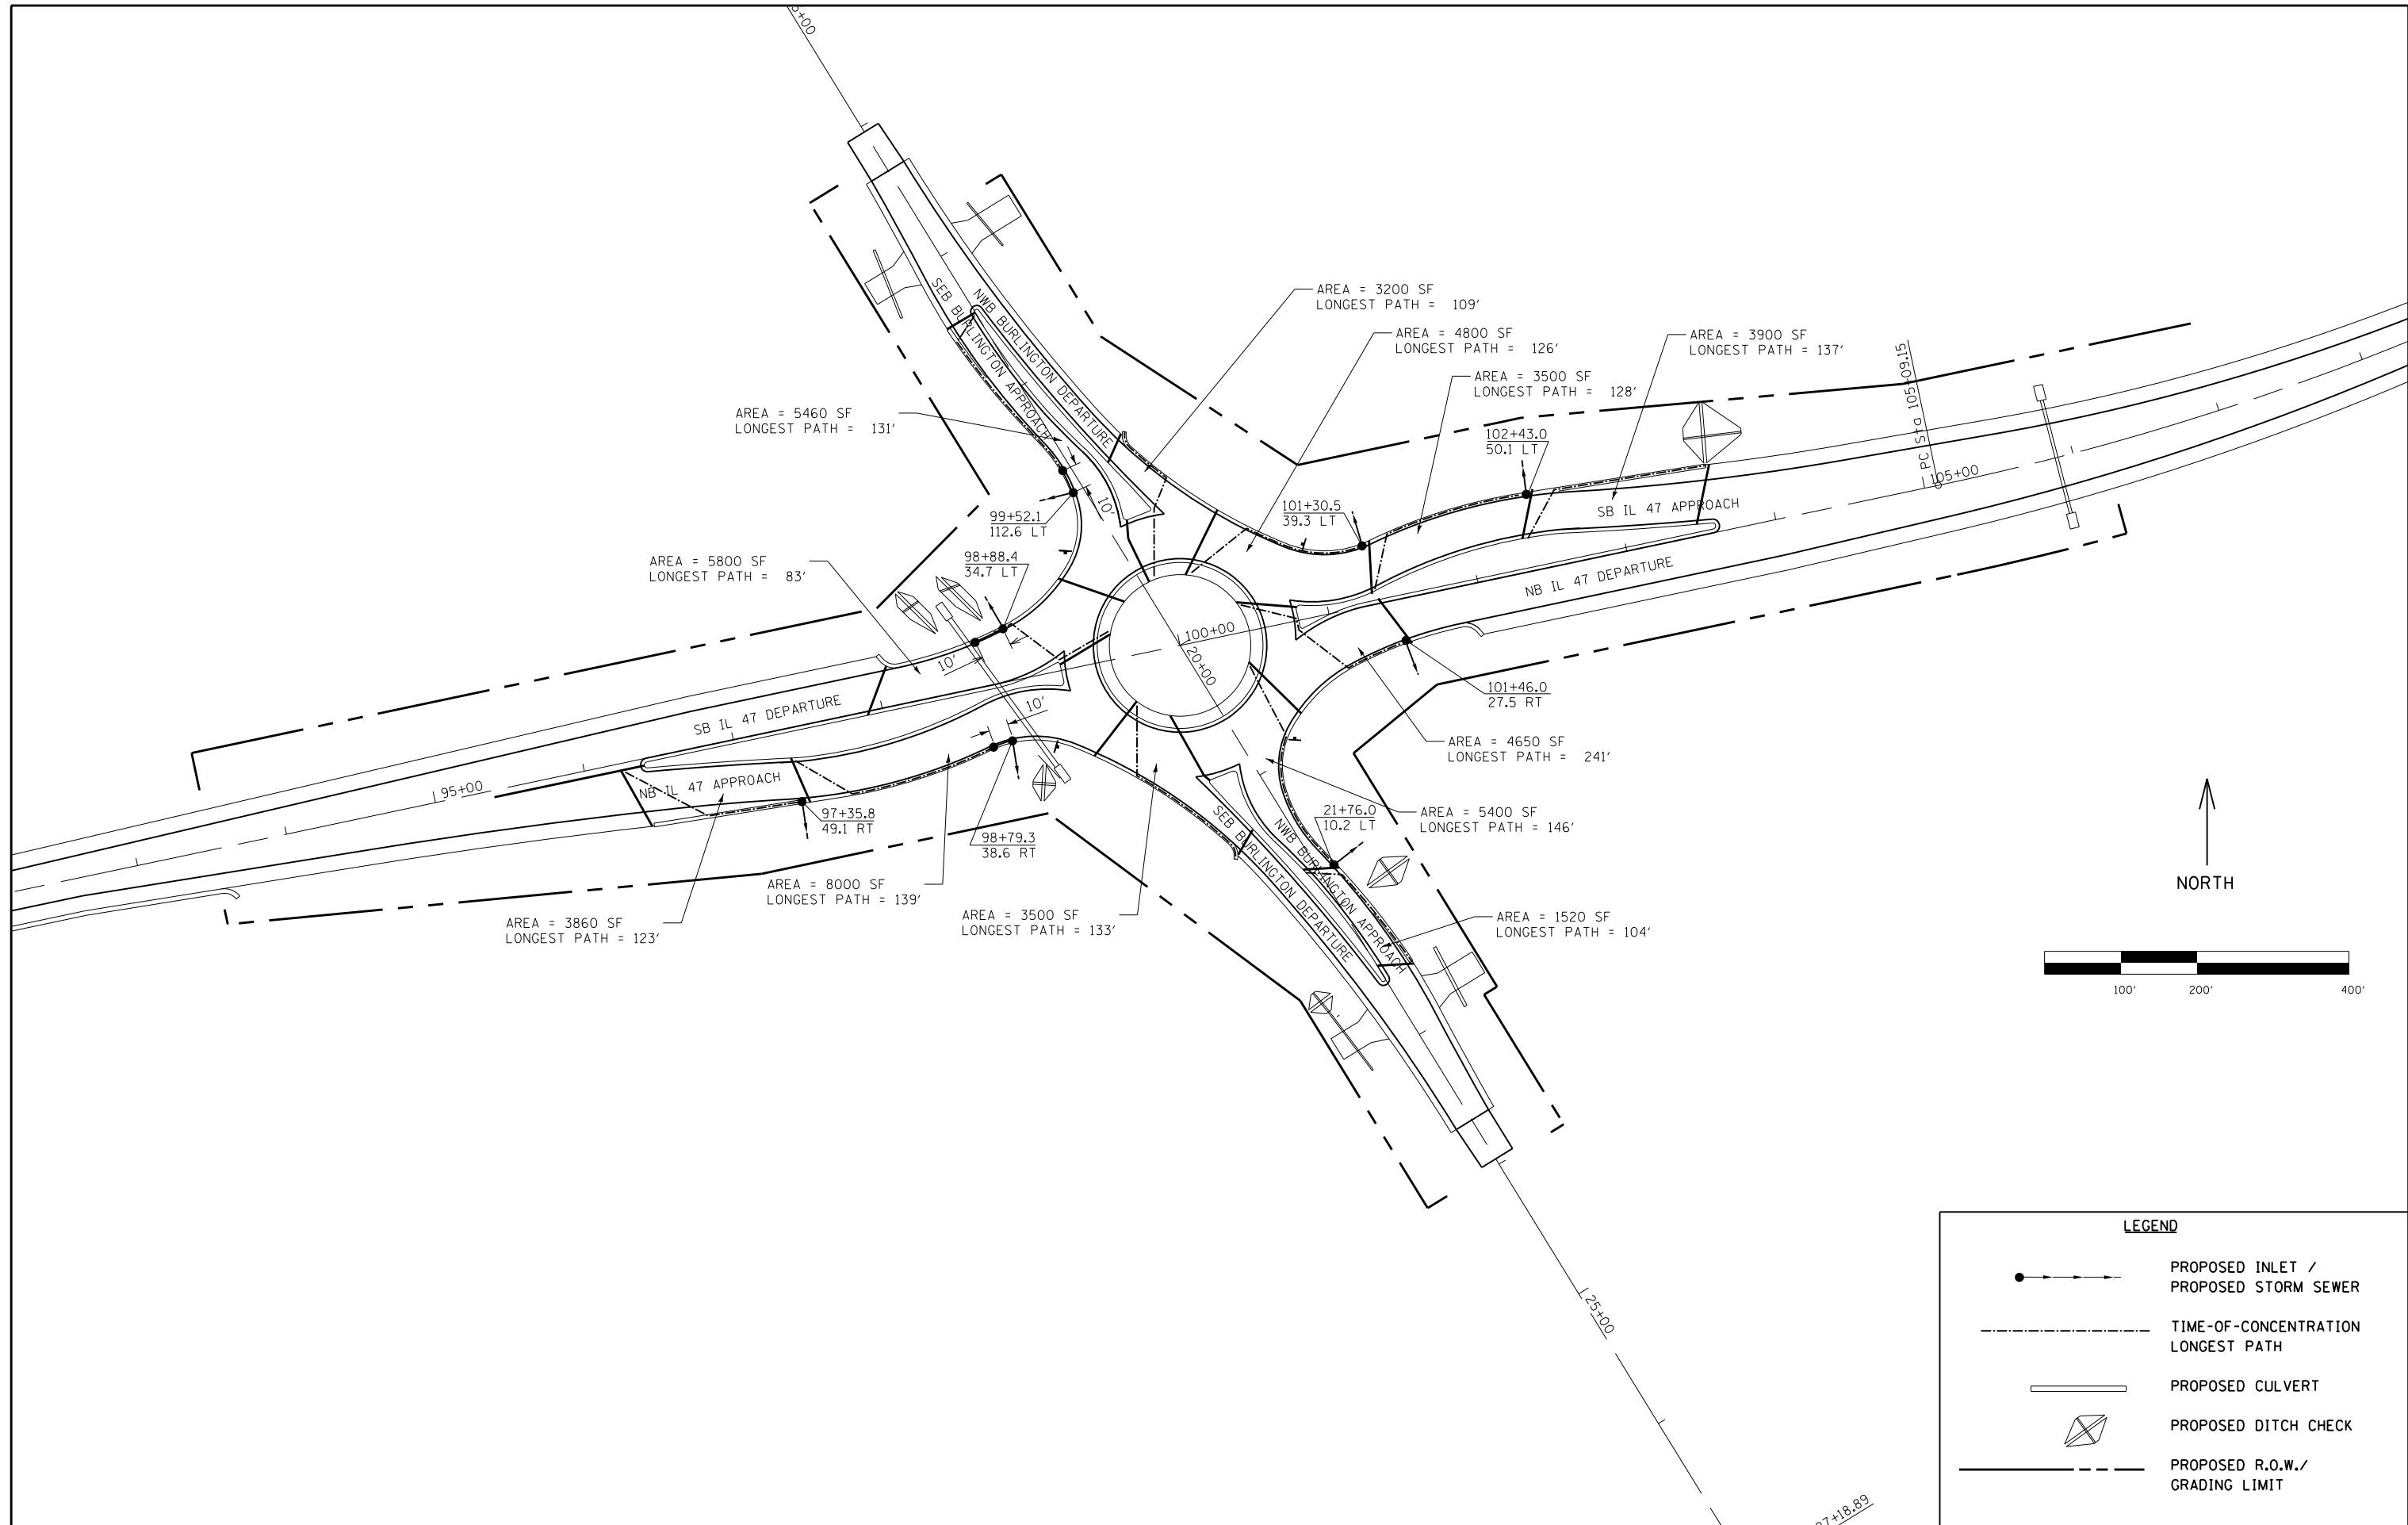 5+00
AREA = 3200 SF
LONGEST PATH = 109'
AREA = 4800 SF
LONGEST PATH = 126'
AREA = 3900 SF
LONGEST PATH = 137'
AREA = 3500 SF
LONGEST PATH = 128'
PC Sta 105+09.15
SEB BURLINGTON APPROACH
NWB BURLINGTON DEPARTURE
AREA = 5460 SF
LONGEST PATH = 131'
102+43.0
50.1 LT
105+00
10'
99+52.1
112.6 LT
101+30.5
39.3 LT
SB IL 47 APPROACH
98+88.4
34.7 LT
AREA = 5800 SF
LONGEST PATH = 83'
NB IL 47 DEPARTURE
100+00
20+00
10'
101+46.0
27.5 RT
SB IL 47 DEPARTURE
10'
AREA = 4650 SF
LONGEST PATH = 241'
95+00
NB IL 47 APPROACH
97+35.8
49.1 RT
98+79.3
38.6 RT
21+76.0
10.2 LT
AREA = 5400 SF
LONGEST PATH = 146'
SEB BURLINGTON DEPARTURE
NWB BURLINGTON APPROACH
AREA = 8000 SF
LONGEST PATH = 139'
AREA = 3860 SF
LONGEST PATH = 123'
AREA = 3500 SF
LONGEST PATH = 133'
AREA = 1520 SF
LONGEST PATH = 104'
NORTH
100' 200' 400'
25+00
27+18.89
LEGEND
PROPOSED INLET /
PROPOSED STORM SEWER
TIME-OF-CONCENTRATION
LONGEST PATH
PROPOSED CULVERT
PROPOSED DITCH CHECK
PROPOSED R.O.W./
GRADING LIMIT